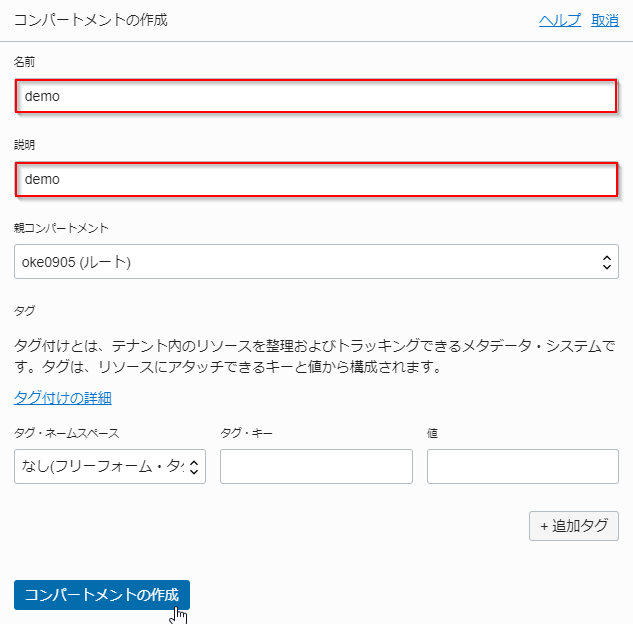 コンパートメントの作成
ヘルプ 取消
名前
demo
説明
demo
親コンパートメント
oke0905 (ルート)
タグ
タグ付けとは、テナント内のリソースを整理およびトラッキングできるメタデータ・システムで
す。タグは、リソースにアタッチできるキーと値から構成されます。
タグ付けの詳細
タグ・ネームスペース タグ・キー 値
なし(フリーフォーム・タ
+ 追加タグ
コンパートメントの作成